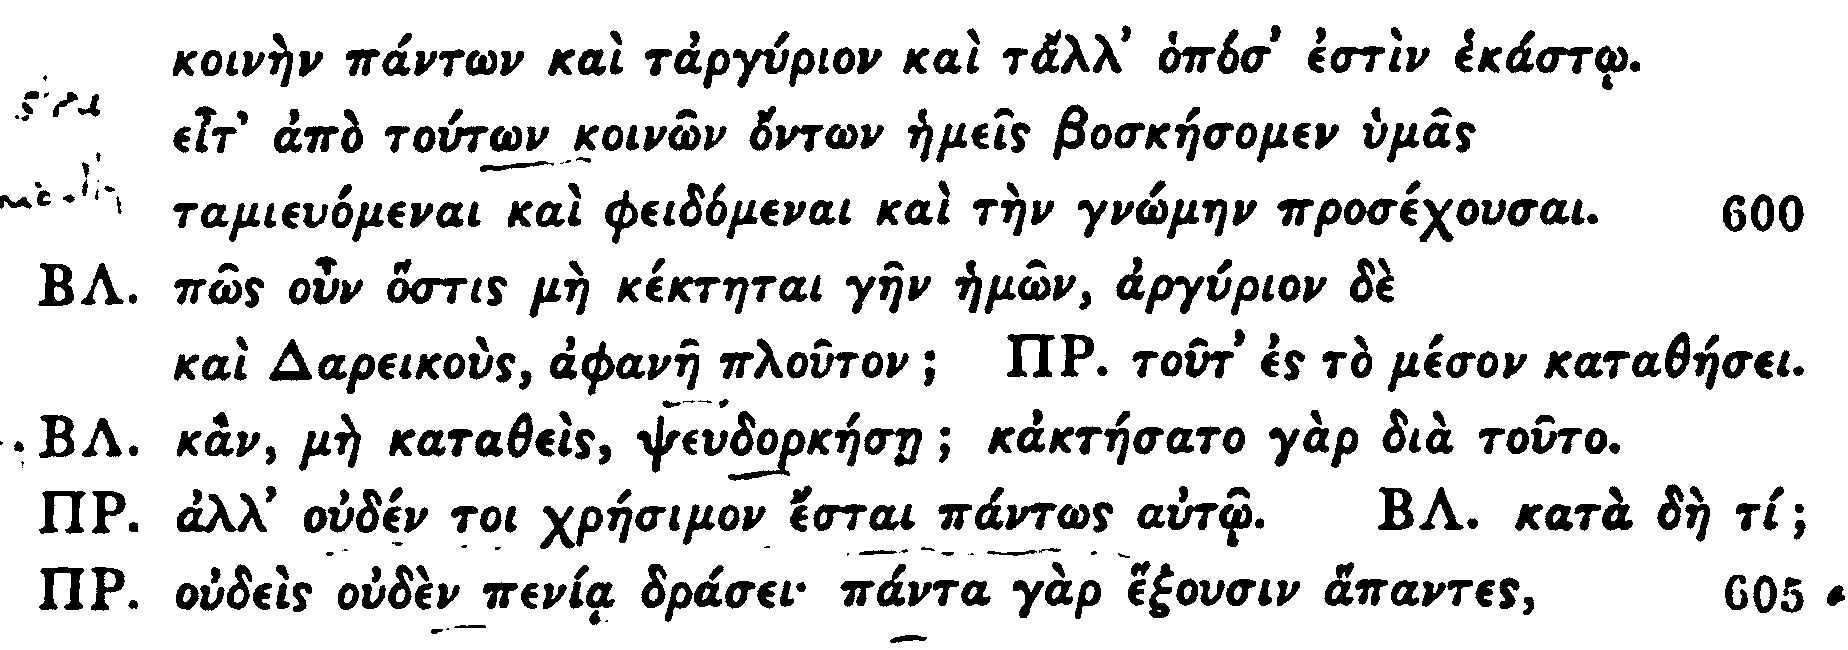 κοινὴν πάντων καὶ τἀργύριον καὶ τἄλλ’ ὁπόσ’ ἐστὶν ἑκάστῳ.
εἶτ’ ἀπὸ τούτων κοινῶν ὄντων ἡμεῖς βοσκήσομεν ὑμᾶς
ταμιευόμεναι καὶ φειδόμεναι καὶ τὴν γνώμην προσέχουσαι. 600
ΒΛ. πῶς οὖν ὅστις μὴ κέκτηται γῆν ἡμῶν, ἀργύριον δὲ
καὶ Δαρεικοὺς, ἀφανῆ πλοῦτον; ΠΡ. τοῦτ’ ἐς τὸ μέσον καταθήσει.
ΒΛ. κἂν, μὴ καταθεὶς, ψευδορκήσῃ; κἀκτήσατο γὰρ διὰ τοῦτο.
ΠΡ. ἀλλ’ οὐδέν τοι χρήσιμον ἔσται πάντως αὐτῷ. ΒΛ. κατὰ δὴ τί;
ΠΡ. οὐδεὶς οὐδὲν πενίᾳ δράσει· πάντα γὰρ ἕξουσιν ἅπαντες, 605